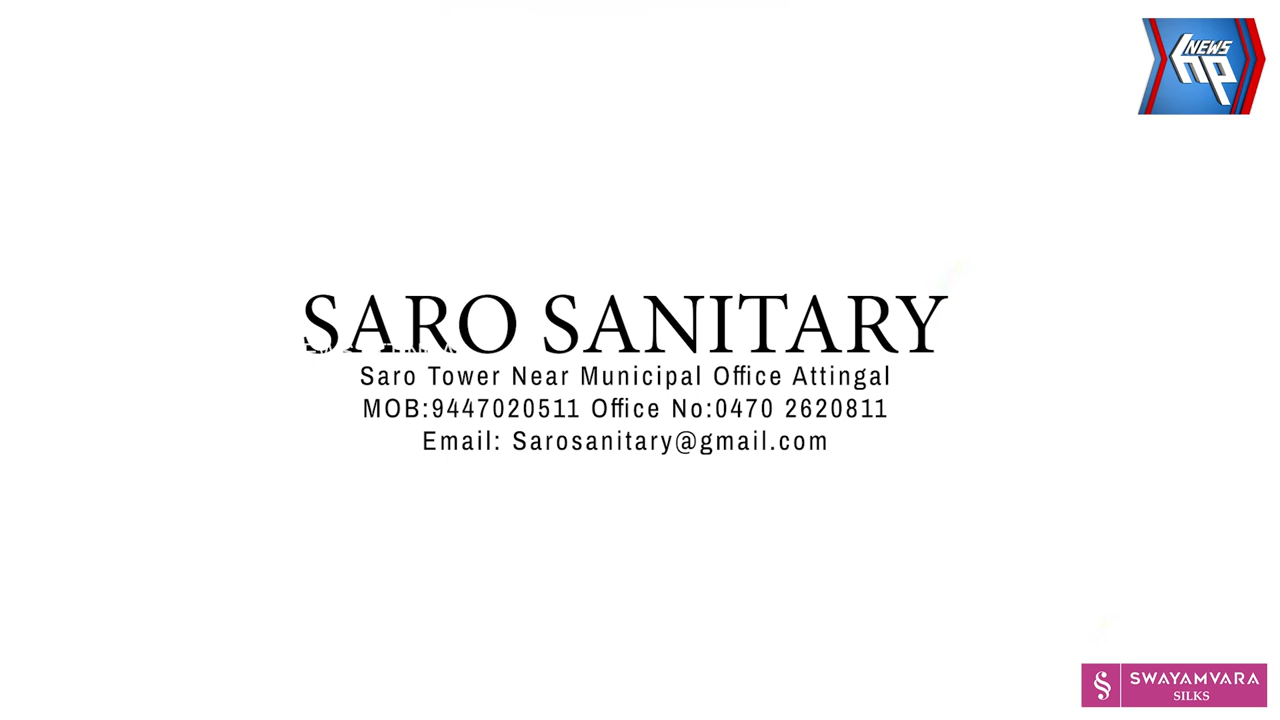 NEWS
hp
SARO SANITARY
Saro Tower Near Municipal Office Attingal
MOB:9447020511 Office No:0470 2620811
Email: Sarosanitary@gmail.com
SWAYAMVARA
SILKS